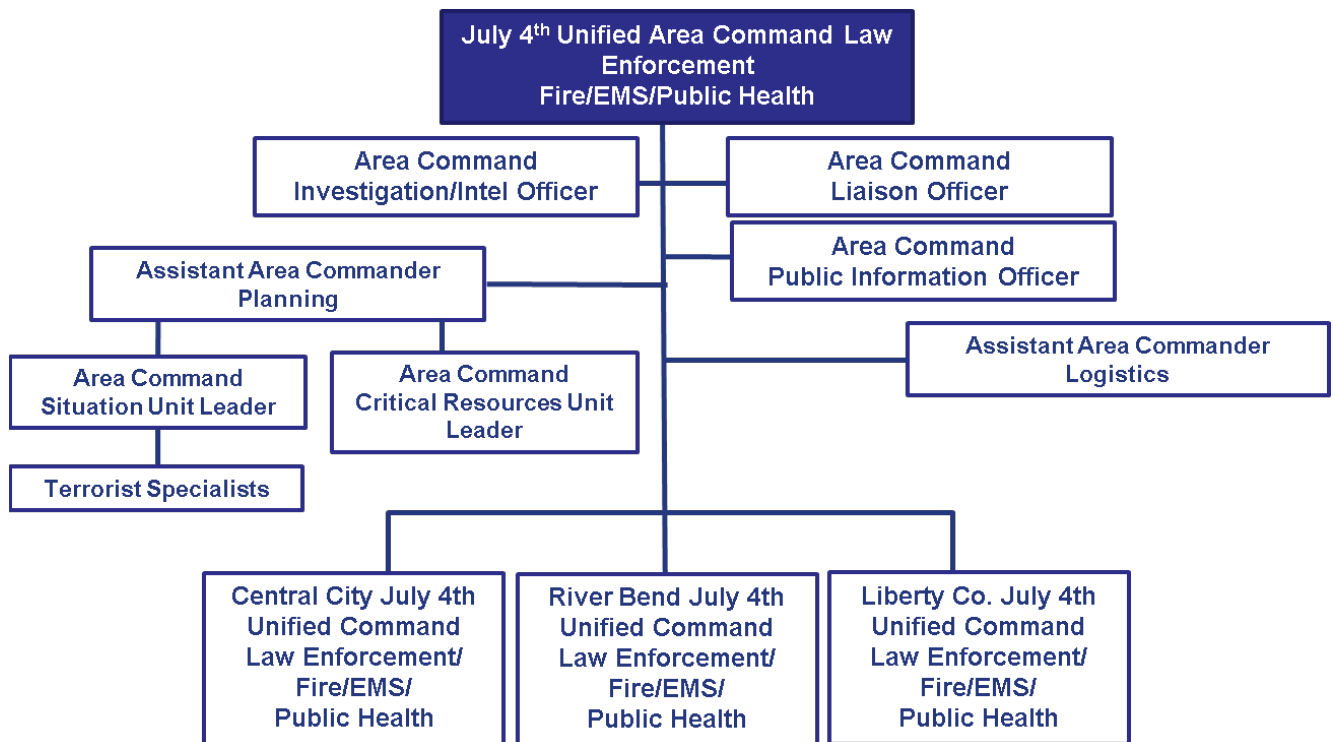 July 4th Unified Area Command Law
Enforcement
Fire/EMS/Public Health
Area Command
Investigation/Intel Officer
Area Command
Liaison Officer
Area Command
Public Information Officer
Assistant Area Commander
Planning
Assistant Area Commander
Logistics
Area Command
Situation Unit Leader
Area Command
Critical Resources Unit
Leader
Terrorist Specialists
Central City July 4th
Unified Command
Law Enforcement/
Fire/EMS/
Public Health
River Bend July 4th
Unified Command
Law Enforcement/
Fire/EMS/
Public Health
Liberty Co. July 4th
Unified Command
Law Enforcement/
Fire/EMS/
Public Health